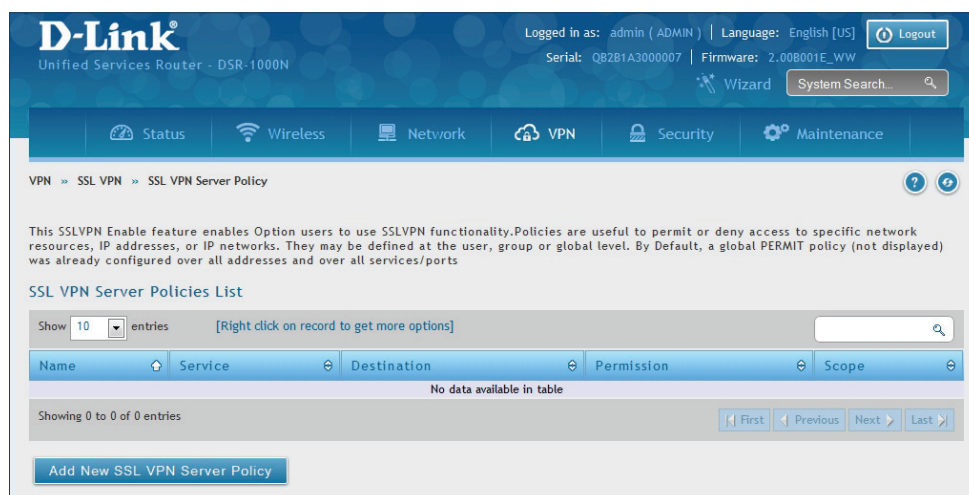 D-Link®
Unified Services Router - DSR-1000N
Logged in as: admin ( ADMIN ) | Language: English [US]
Logout
Serial: QB2B1A3000007 | Firmware: 2.00B001E_WW
Wizard
System Search...
Status
Wireless
Network
VPN
Security
Maintenance
VPN » SSL VPN » SSL VPN Server Policy
This SSLVPN Enable feature enables Option users to use SSLVPN functionality.Policies are useful to permit or deny access to specific network
resources, IP addresses, or IP networks. They may be defined at the user, group or global level. By Default, a global PERMIT policy (not displayed)
was already configured over all addresses and over all services/ports
SSL VPN Server Policies List
Show 10 entries [Right click on record to get more options]
Name Service Destination Permission Scope
No data available in table
Showing 0 to 0 of 0 entries
First Previous Next Last
Add New SSL VPN Server Policy